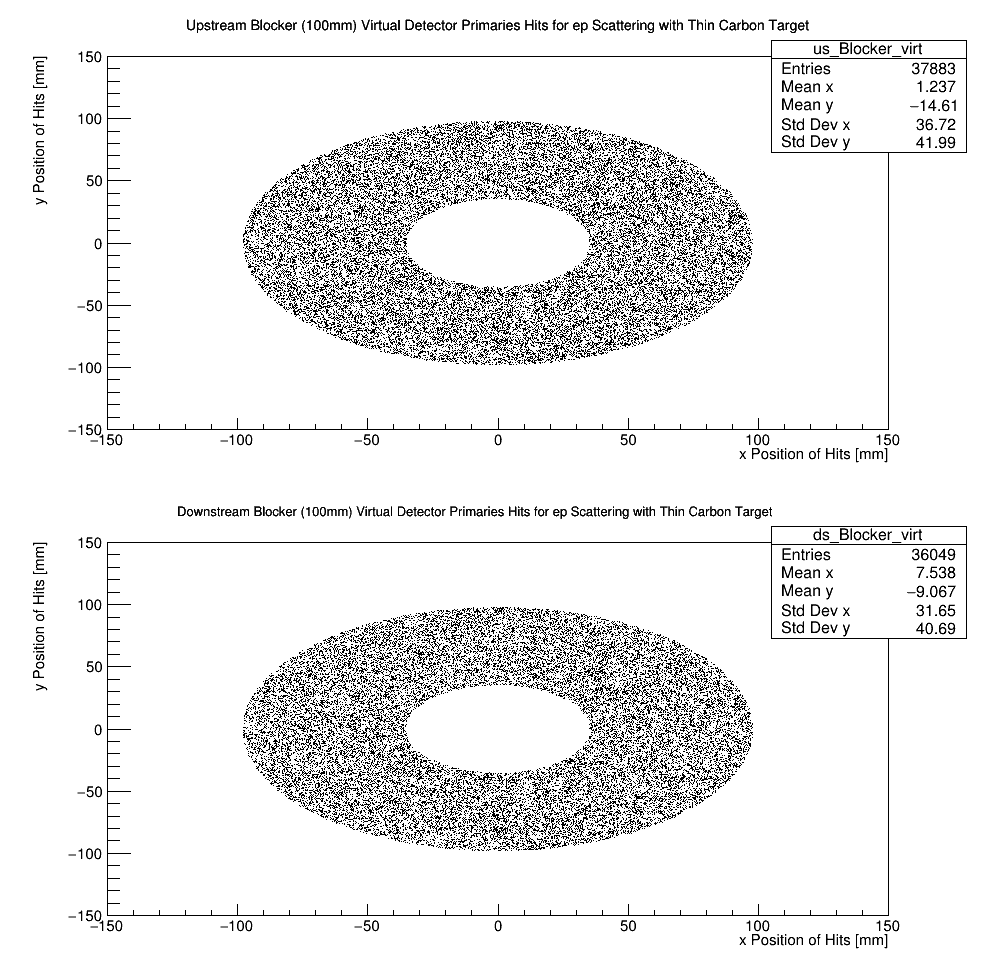 Upstream Blocker (100mm) Virtual Detector Primaries Hits for ep Scattering with Thin Carbon Target
us_Blocker_virt
Entries 37883
Mean x 1.237
Mean y −14.61
Std Dev x 36.72
Std Dev y 41.99
y Position of Hits [mm]
150
100
50
0
−50
−100
−150
−150 −100 −50 0 50 100 150
x Position of Hits [mm]
Downstream Blocker (100mm) Virtual Detector Primaries Hits for ep Scattering with Thin Carbon Target
ds_Blocker_virt
Entries 36049
Mean x 7.538
Mean y −9.067
Std Dev x 31.65
Std Dev y 40.69
y Position of Hits [mm]
150
100
50
0
−50
−100
−150
−150 −100 −50 0 50 100 150
x Position of Hits [mm]